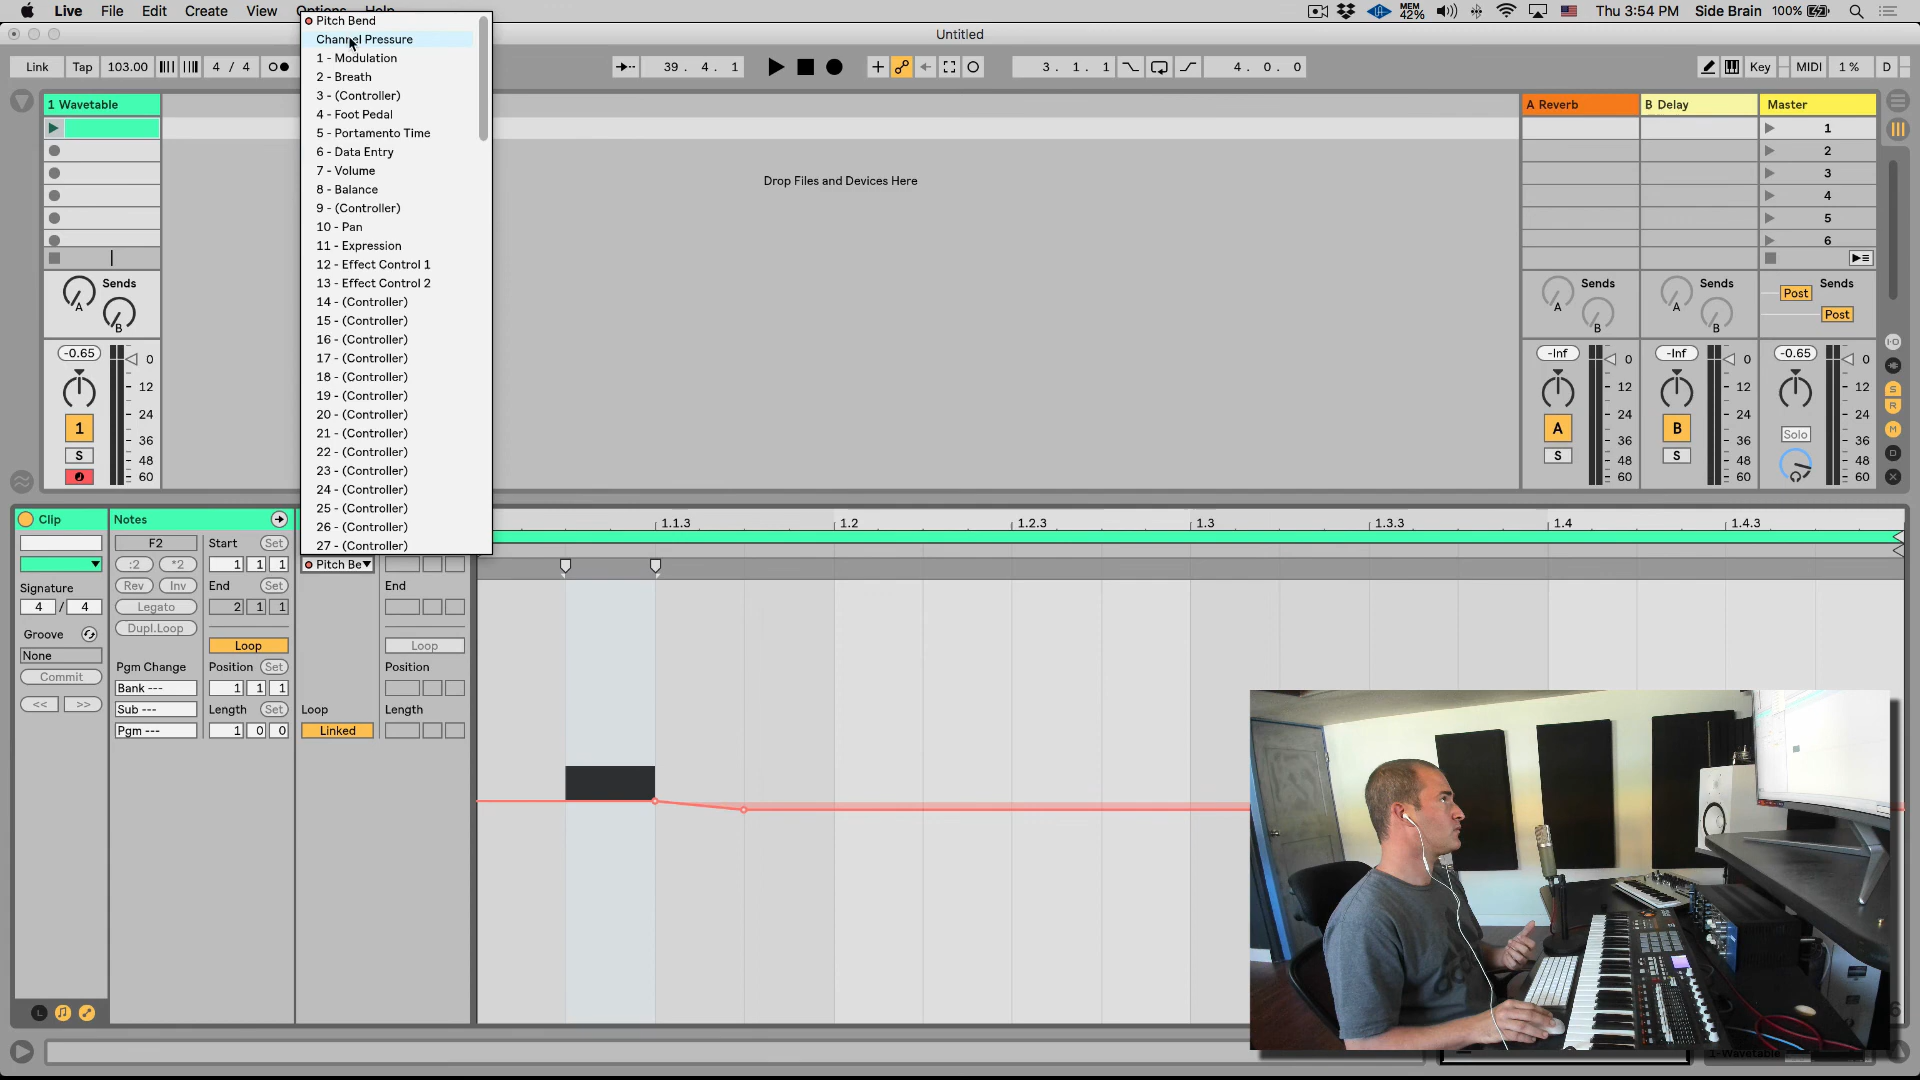 Live File Edit Create View Options Help
MEM 42% Thu 3:54 PM Side Brain 100%
Untitled
Link Tap 103.00 4 / 4
39. 4. 1
3. 1. 1
4. 0. 0
Key MIDI 1 % D
Pitch Bend
Channel Pressure
1 - Modulation
2 - Breath
3 - (Controller)
4 - Foot Pedal
5 - Portamento Time
6 - Data Entry
7 - Volume
8 - Balance
9 - (Controller)
10 - Pan
11 - Expression
12 - Effect Control 1
13 - Effect Control 2
14 - (Controller)
15 - (Controller)
16 - (Controller)
17 - (Controller)
18 - (Controller)
19 - (Controller)
20 - (Controller)
21 - (Controller)
22 - (Controller)
23 - (Controller)
24 - (Controller)
25 - (Controller)
26 - (Controller)
27 - (Controller)
1 Wavetable
Drop Files and Devices Here
A Reverb
B Delay
Master
1
2
3
4
5
6
Sends
A
B
-0.65
0
12
24
36
48
60
1
S
Sends
A
B
-Inf
0
12
24
36
48
60
A
S
Sends
A
B
-Inf
0
12
24
36
48
60
B
S
Sends
Post
Post
-0.65
0
12
24
36
48
60
Solo
I·O
S
R
M
D
X
Clip
Signature
4 / 4
Groove
None
Commit
<< >>
L
Notes
F2
:2 *2
Rev Inv
Legato
Dupl.Loop
Pgm Change
Bank ---
Sub ---
Pgm ---
Start Set
1 1 1
End Set
2 1 1
Loop
Position Set
1 1 1
Length Set
1 0 0
Pitch Be
Loop
Linked
End
Loop
Position
Length
1.1.3 1.2 1.2.3 1.3 1.3.3 1.4 1.4.3
1-Wavetable